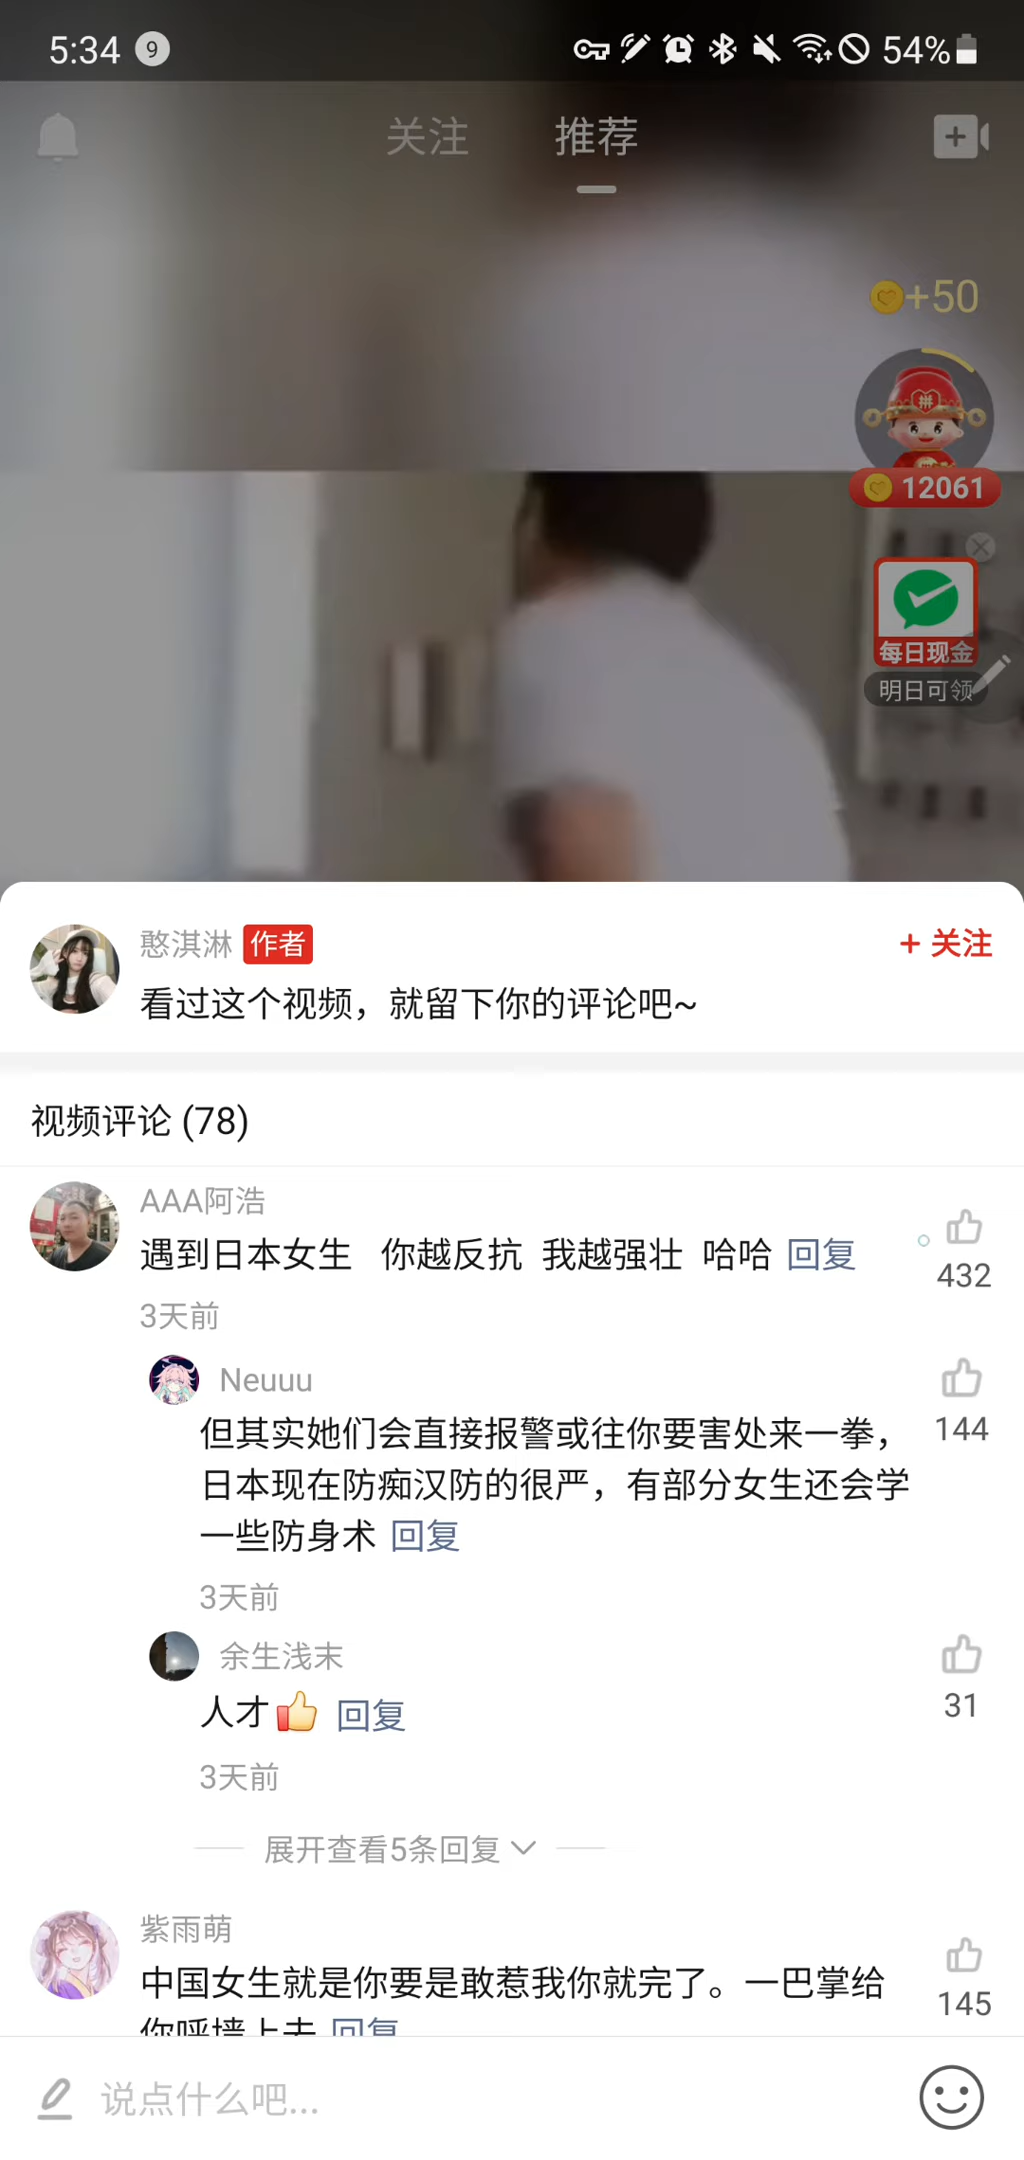 5:34 9 54%
关注 推荐
+50
拼
12061
每日现金
明日可领
憨淇淋 作者 + 关注
看过这个视频，就留下你的评论吧~
视频评论 (78)
AAA阿浩
遇到日本女生 你越反抗 我越强壮 哈哈 回复
432
3天前
Neuuu
144
但其实她们会直接报警或往你要害处来一拳，
日本现在防痴汉防的很严，有部分女生还会学
一些防身术 回复
3天前
余生浅末
人才👍 回复
31
3天前
展开查看5条回复
紫雨萌
中国女生就是你要是敢惹我你就完了。一巴掌给
145
你呼墙上去 回复
说点什么吧...